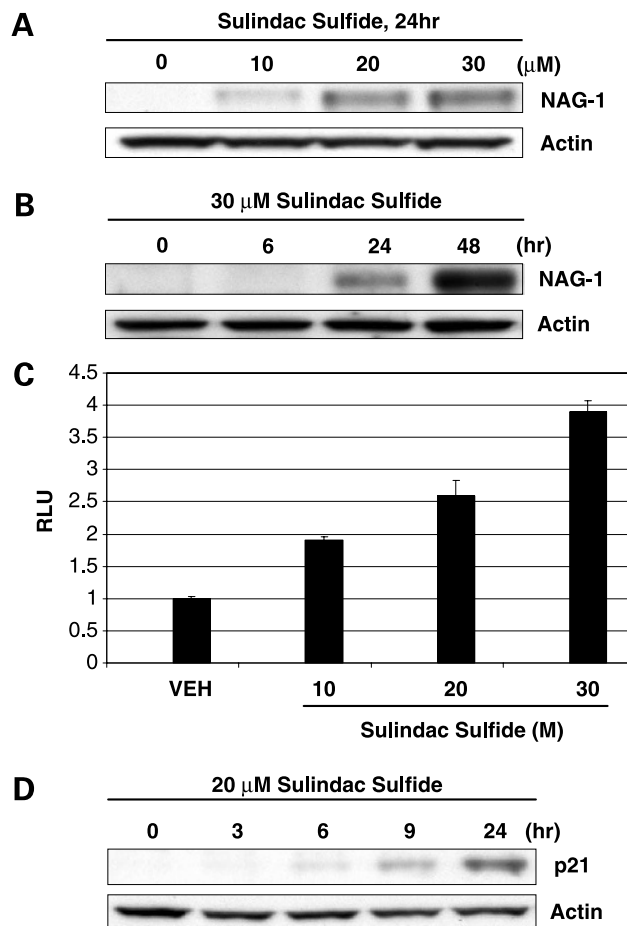 A
Sulindac Sulfide, 24hr
0 10 20 30 (μM)
NAG-1
Actin
B
30 μM Sulindac Sulfide
0 6 24 48 (hr)
NAG-1
Actin
C
4.5
4
3.5
3
2.5
2
1.5
1
0.5
0
RLU
VEH 10 20 30
Sulindac Sulfide (M)
D
20 μM Sulindac Sulfide
0 3 6 9 24 (hr)
p21
Actin